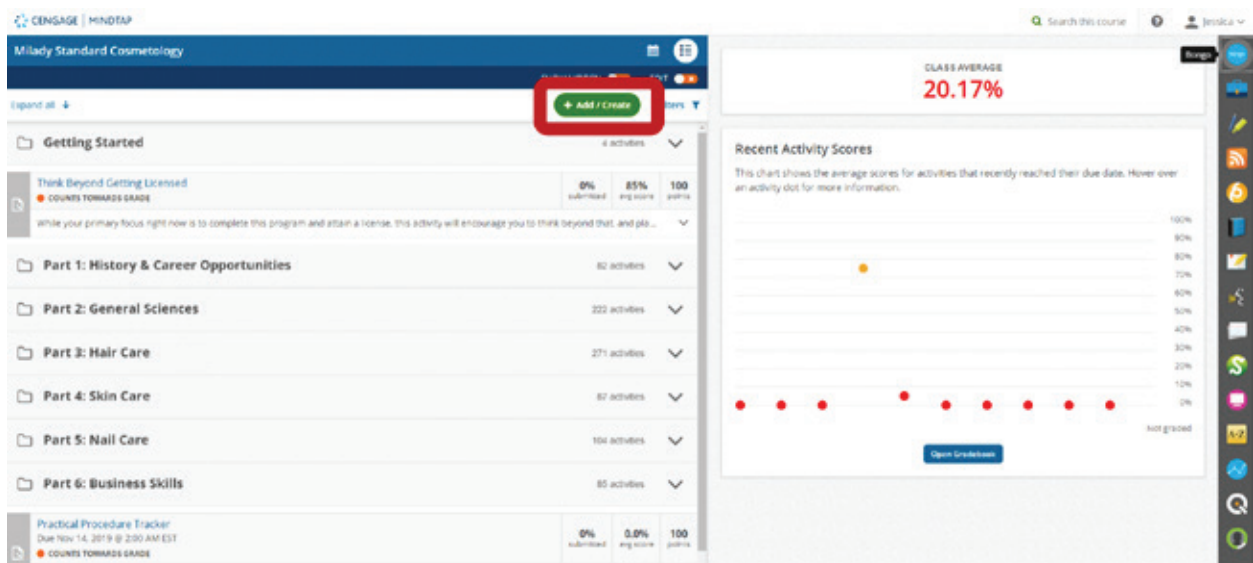 CENGAGE | MINDTAP
Search this course
Jessica
Milady Standard Cosmetology
Bongo
Expand all
+ Add / Create
Getting Started
4 activities
Think Beyond Getting Licensed
COUNTS TOWARDS GRADE
0% 85% 100
submitted avg score points
While your primary focus right now is to complete this program and attain a license, this activity will encourage you to think beyond that, and pla...
Part 1: History & Career Opportunities
82 activities
Part 2: General Sciences
222 activities
Part 3: Hair Care
271 activities
Part 4: Skin Care
87 activities
Part 5: Nail Care
104 activities
Part 6: Business Skills
85 activities
Practical Procedure Tracker
Due Nov 14, 2019 @ 2:00 AM EST
COUNTS TOWARDS GRADE
0% 0.0% 100
submitted avg score points
CLASS AVERAGE
20.17%
Recent Activity Scores
This chart shows the average scores for activities that recently reached their due date. Hover over
an activity dot for more information.
100%
90%
80%
70%
60%
50%
40%
30%
20%
10%
0%
Not graded
Open Gradebook
A-Z